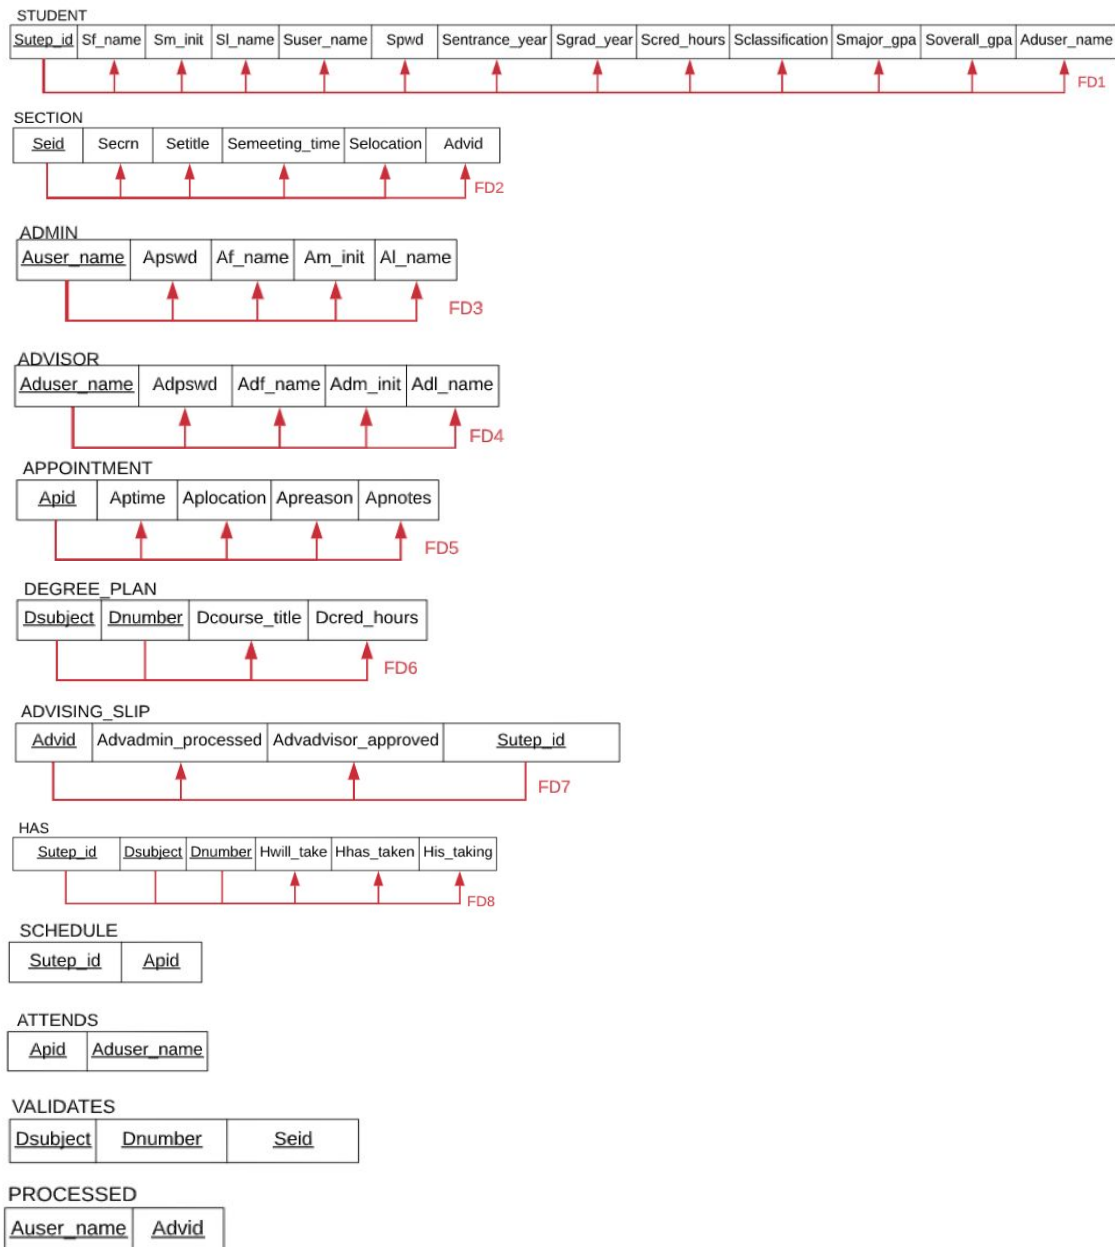 STUDENT
Sutep_id Sf_name Sm_init Sl_name Suser_name Spwd Sentrance_year Sgrad_year Scred_hours Sclassification Smajor_gpa Soverall_gpa Aduser_name
FD1
SECTION
Seid Secrn Setitle Semeeting_time Selocation Advid
FD2
ADMIN
Auser_name Apswd Af_name Am_init Al_name
FD3
ADVISOR
Aduser_name Adpswd Adf_name Adm_init Adl_name
FD4
APPOINTMENT
Apid Aptime Aplocation Apreason Apnotes
FD5
DEGREE_PLAN
Dsubject Dnumber Dcourse_title Dcred_hours
FD6
ADVISING_SLIP
Advid Advadmin_processed Advadvisor_approved Sutep_id
FD7
HAS
Sutep_id Dsubject Dnumber Hwill_take Hhas_taken His_taking
FD8
SCHEDULE
Sutep_id Apid
ATTENDS
Apid Aduser_name
VALIDATES
Dsubject Dnumber Seid
PROCESSED
Auser_name Advid